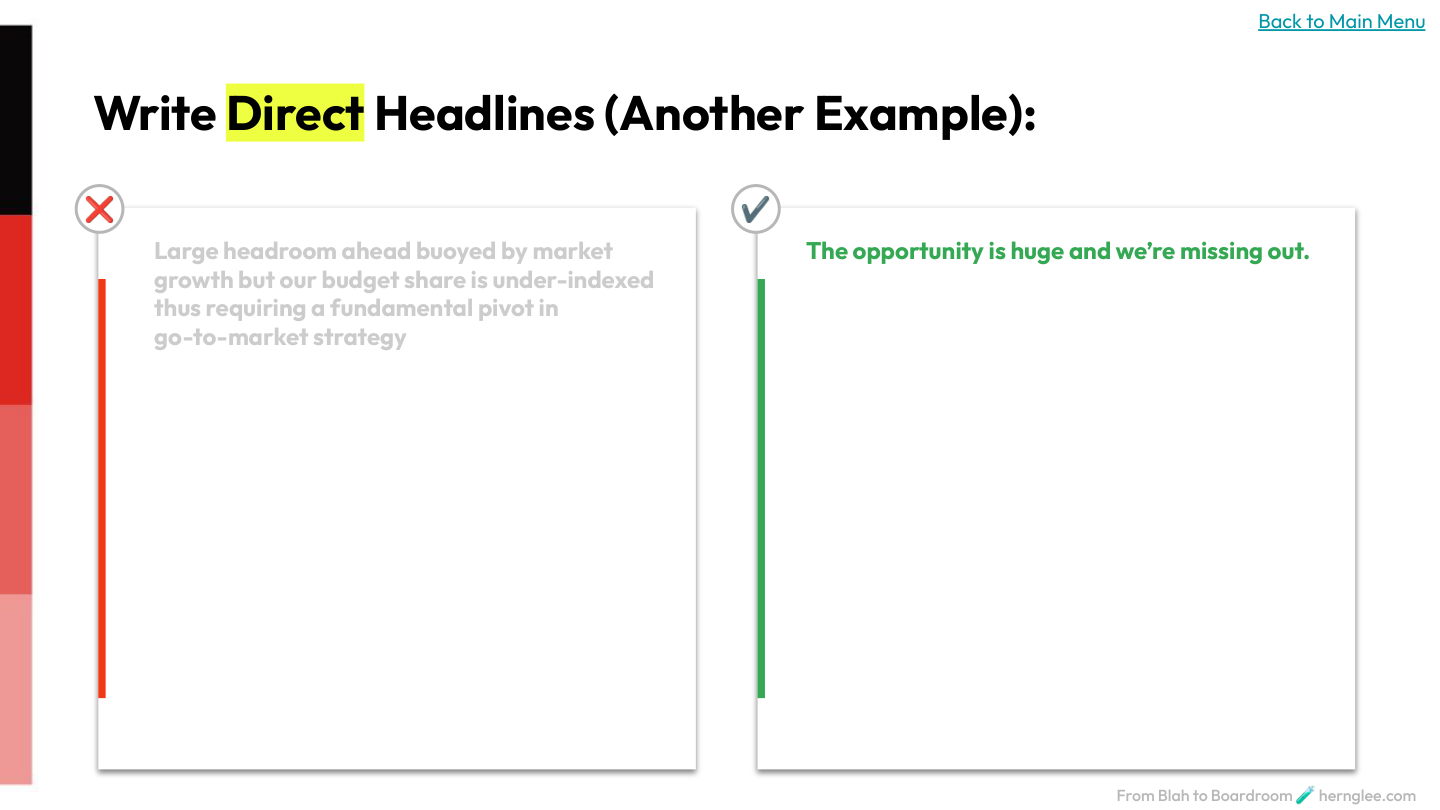 Back to Main Menu
Write Direct Headlines (Another Example):
Large headroom ahead buoyed by market
growth but our budget share is under-indexed
thus requiring a fundamental pivot in
go-to-market strategy
The opportunity is huge and we’re missing out.
From Blah to Boardroom 🧪 hernglee.com